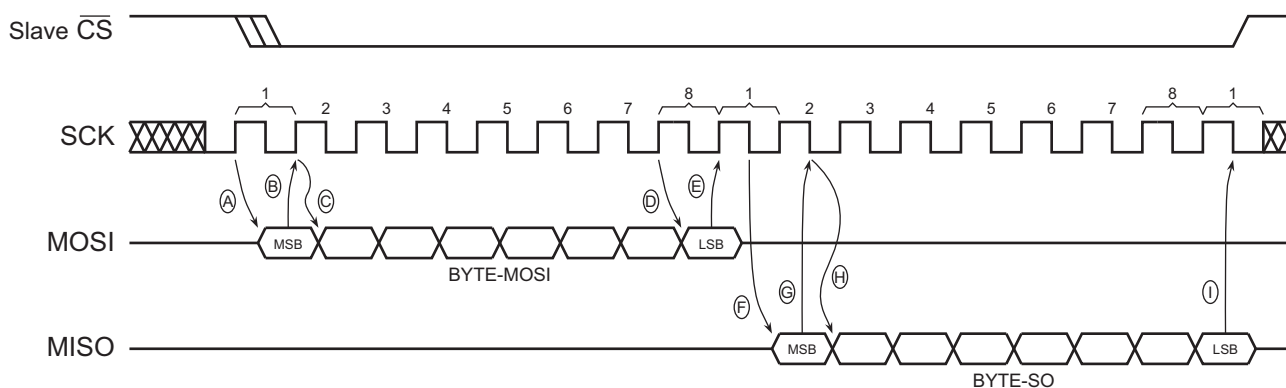 Slave CS
1 2 3 4 5 6 7 8 1 2 3 4 5 6 7 8 1
SCK
B E
A C D
MOSI MSB LSB
BYTE-MOSI
H
F G I
MISO MSB LSB
BYTE-SO